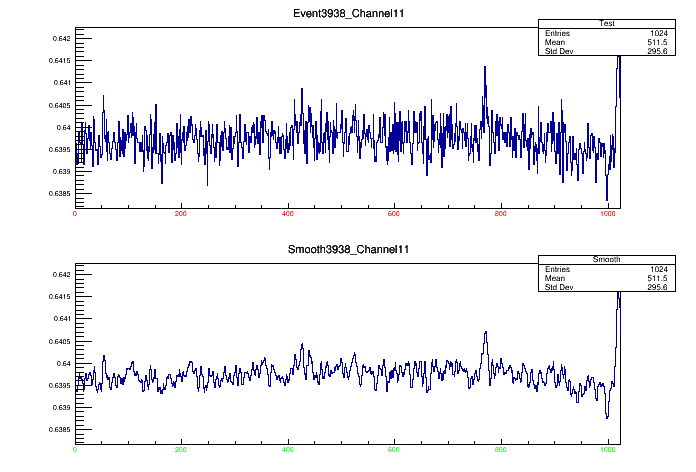 Event3938_Channel11
Test
Entries 1024
Mean 511.5
Std Dev 295.6
0.642
0.6415
0.641
0.6405
0.64
0.6395
0.639
0.6385
0 200 400 600 800 1000
Smooth3938_Channel11
Smooth
Entries 1024
Mean 511.5
Std Dev 295.6
0.642
0.6415
0.641
0.6405
0.64
0.6395
0.639
0.6385
0 200 400 600 800 1000